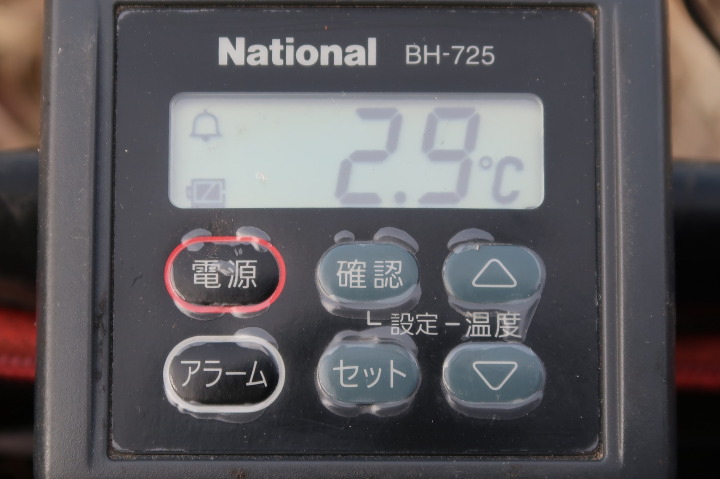 National BH-725
2.9℃
電源 確認 △
設定 - 温度
アラーム セット ▽